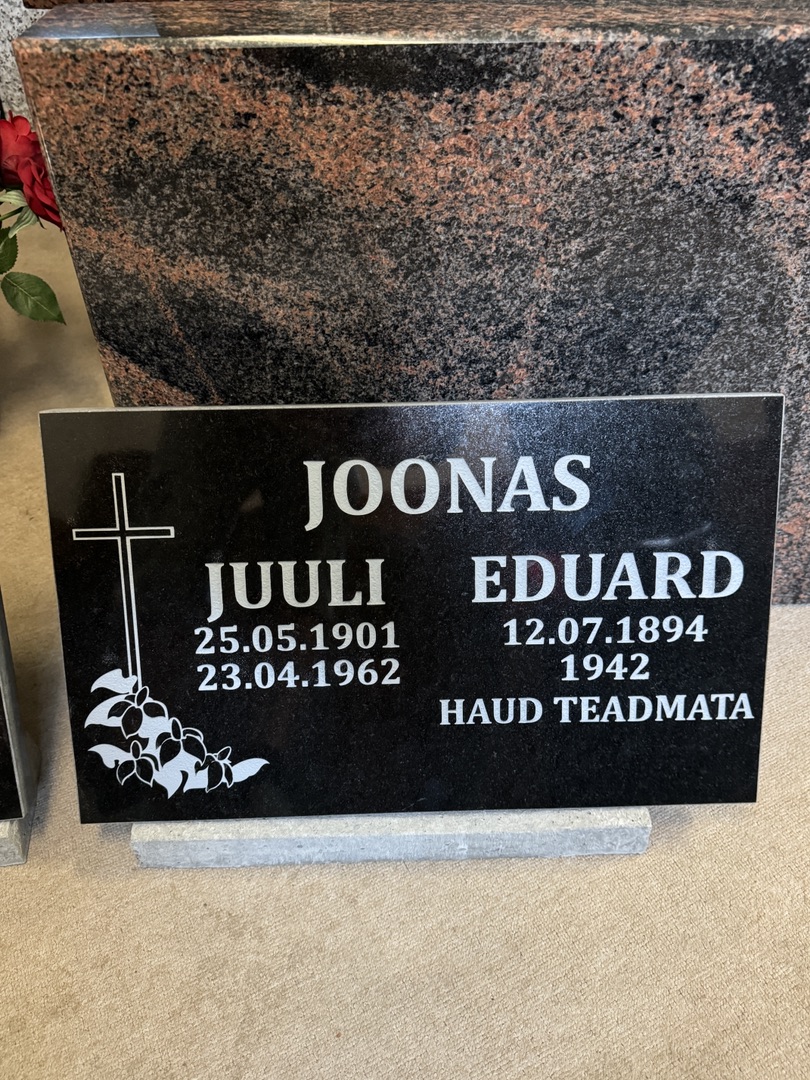 JOONAS
JUULI
25.05.1901
23.04.1962
EDUARD
12.07.1894
1942
HAUD TEADMATA